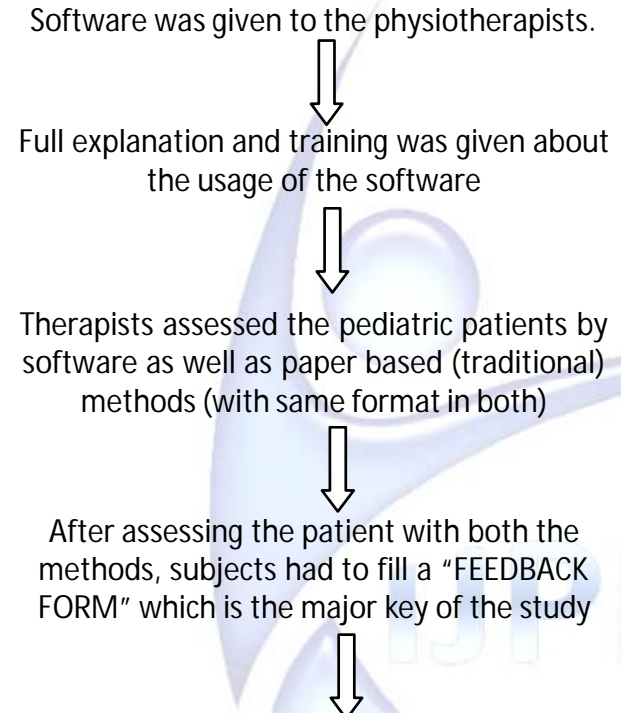 Software was given to the physiotherapists.
Full explanation and training was given about
the usage of the software
Therapists assessed the pediatric patients by
software as well as paper based (traditional)
methods (with same format in both)
After assessing the patient with both the
methods, subjects had to fill a “FEEDBACK
FORM” which is the major key of the study